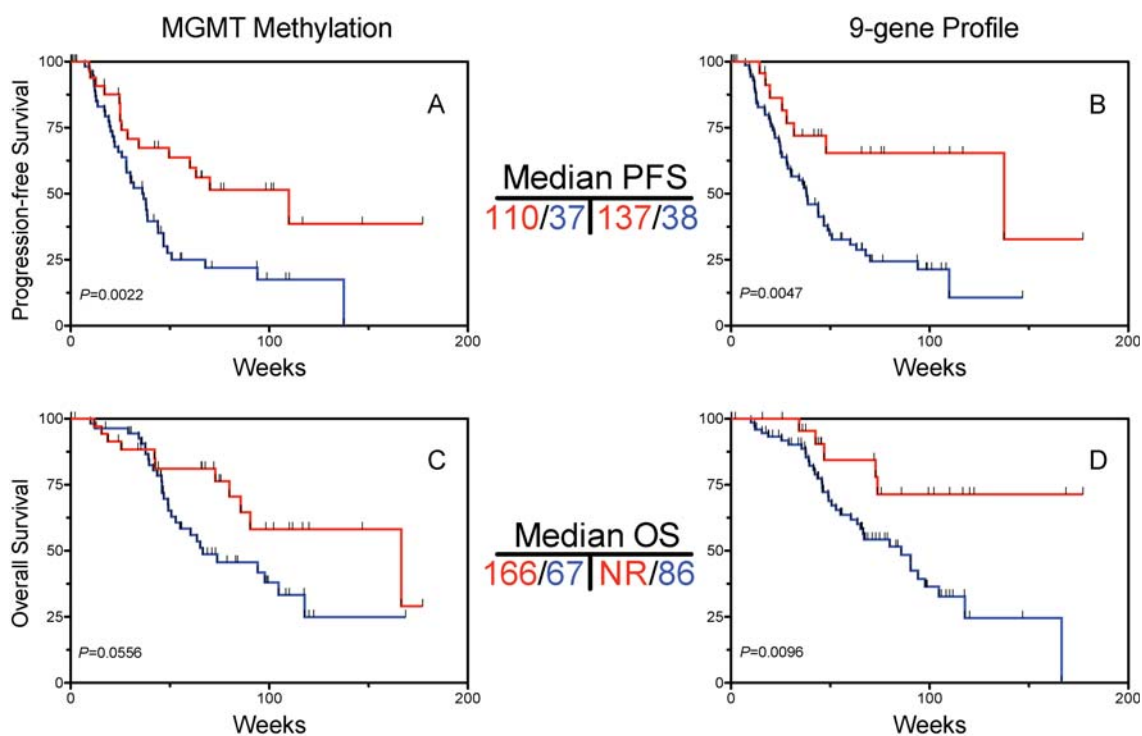 MGMT Methylation
9-gene Profile
Progression-free Survival
100
75
50
25
0
A
P=0.0022
0
100
200
Weeks
Median PFS
110/37 137/38
100
75
50
25
0
B
P=0.0047
0
100
200
Weeks
Overall Survival
100
75
50
25
0
C
P=0.0556
0
100
200
Weeks
Median OS
166/67 NR/86
100
75
50
25
0
D
P=0.0096
0
100
200
Weeks